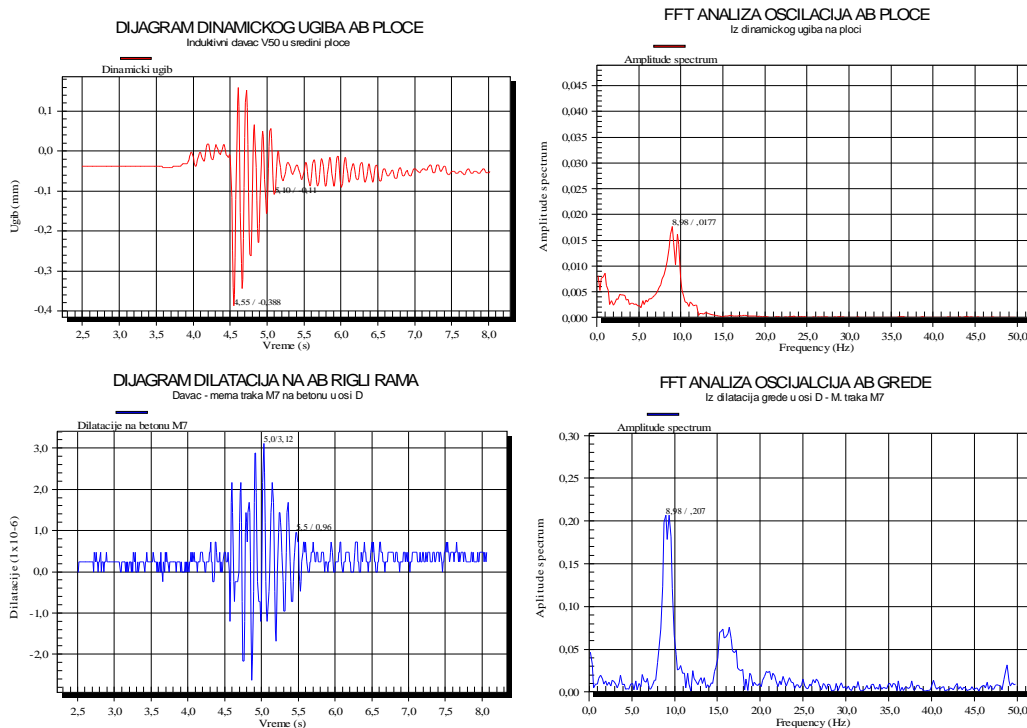 DIJAGRAM DINAMICKOG UGIBA AB PLOCE
Induktivni davac V50 u sredini ploce
Dinamicki ugib
0,1
0,0
-0,1
-0,2
-0,3
-0,4
Ugib (mm)
5,10 / -0,11
4,55 / -0,388
2,5 3,0 3,5 4,0 4,5 5,0 5,5 6,0 6,5 7,0 7,5 8,0
Vreme (s)
FFT ANALIZA OSCILACIJA AB PLOCE
Iz dinamickog ugiba na ploci
Amplitude spectrum
0,045
0,040
0,035
0,030
0,025
0,020
0,015
0,010
0,005
0,000
Amplitude spectrum
8,98 / ,0177
0,0 5,0 10,0 15,0 20,0 25,0 30,0 35,0 40,0 45,0 50,0
Frequency (Hz)
DIJAGRAM DILATACIJA NA AB RIGLI RAMA
Davac - merna traka M7 na betonu u osi D
Dilatacije na betonu M7
3,0
2,0
1,0
0,0
-1,0
-2,0
Dilatacije (1x10-6)
5,0/3,12
5,5 / 0,96
2,5 3,0 3,5 4,0 4,5 5,0 5,5 6,0 6,5 7,0 7,5 8,0
Vreme (s)
FFT ANALIZA OSCIJALCIJA AB GREDE
Iz dilatacija grede u osi D - M. traka M7
Amplitude spectrum
0,30
0,25
0,20
0,15
0,10
0,05
0,00
Aplitude spectrum
8,98 / ,207
0,0 5,0 10,0 15,0 20,0 25,0 30,0 35,0 40,0 45,0 50,0
Frequency (Hz)